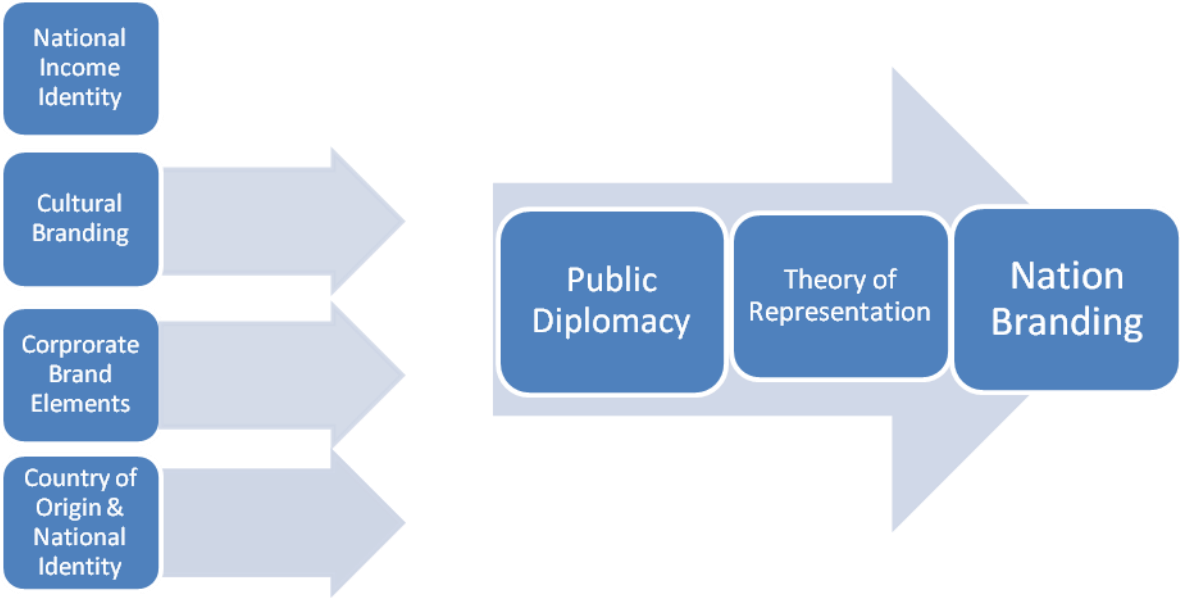 National
Income
Identity
Cultural
Branding
Corprorate
Brand
Elements
Country of
Origin &
National
Identity
Public
Diplomacy
Theory of
Representation
Nation
Branding